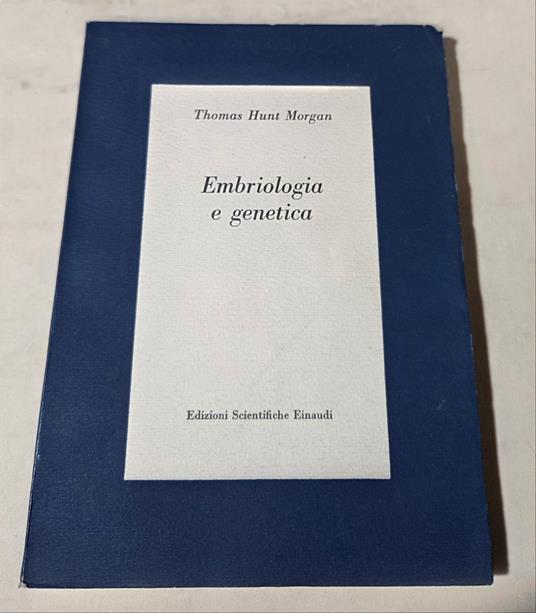 Thomas Hunt Morgan
Embriologia
e genetica
Edizioni Scientifiche Einaudi